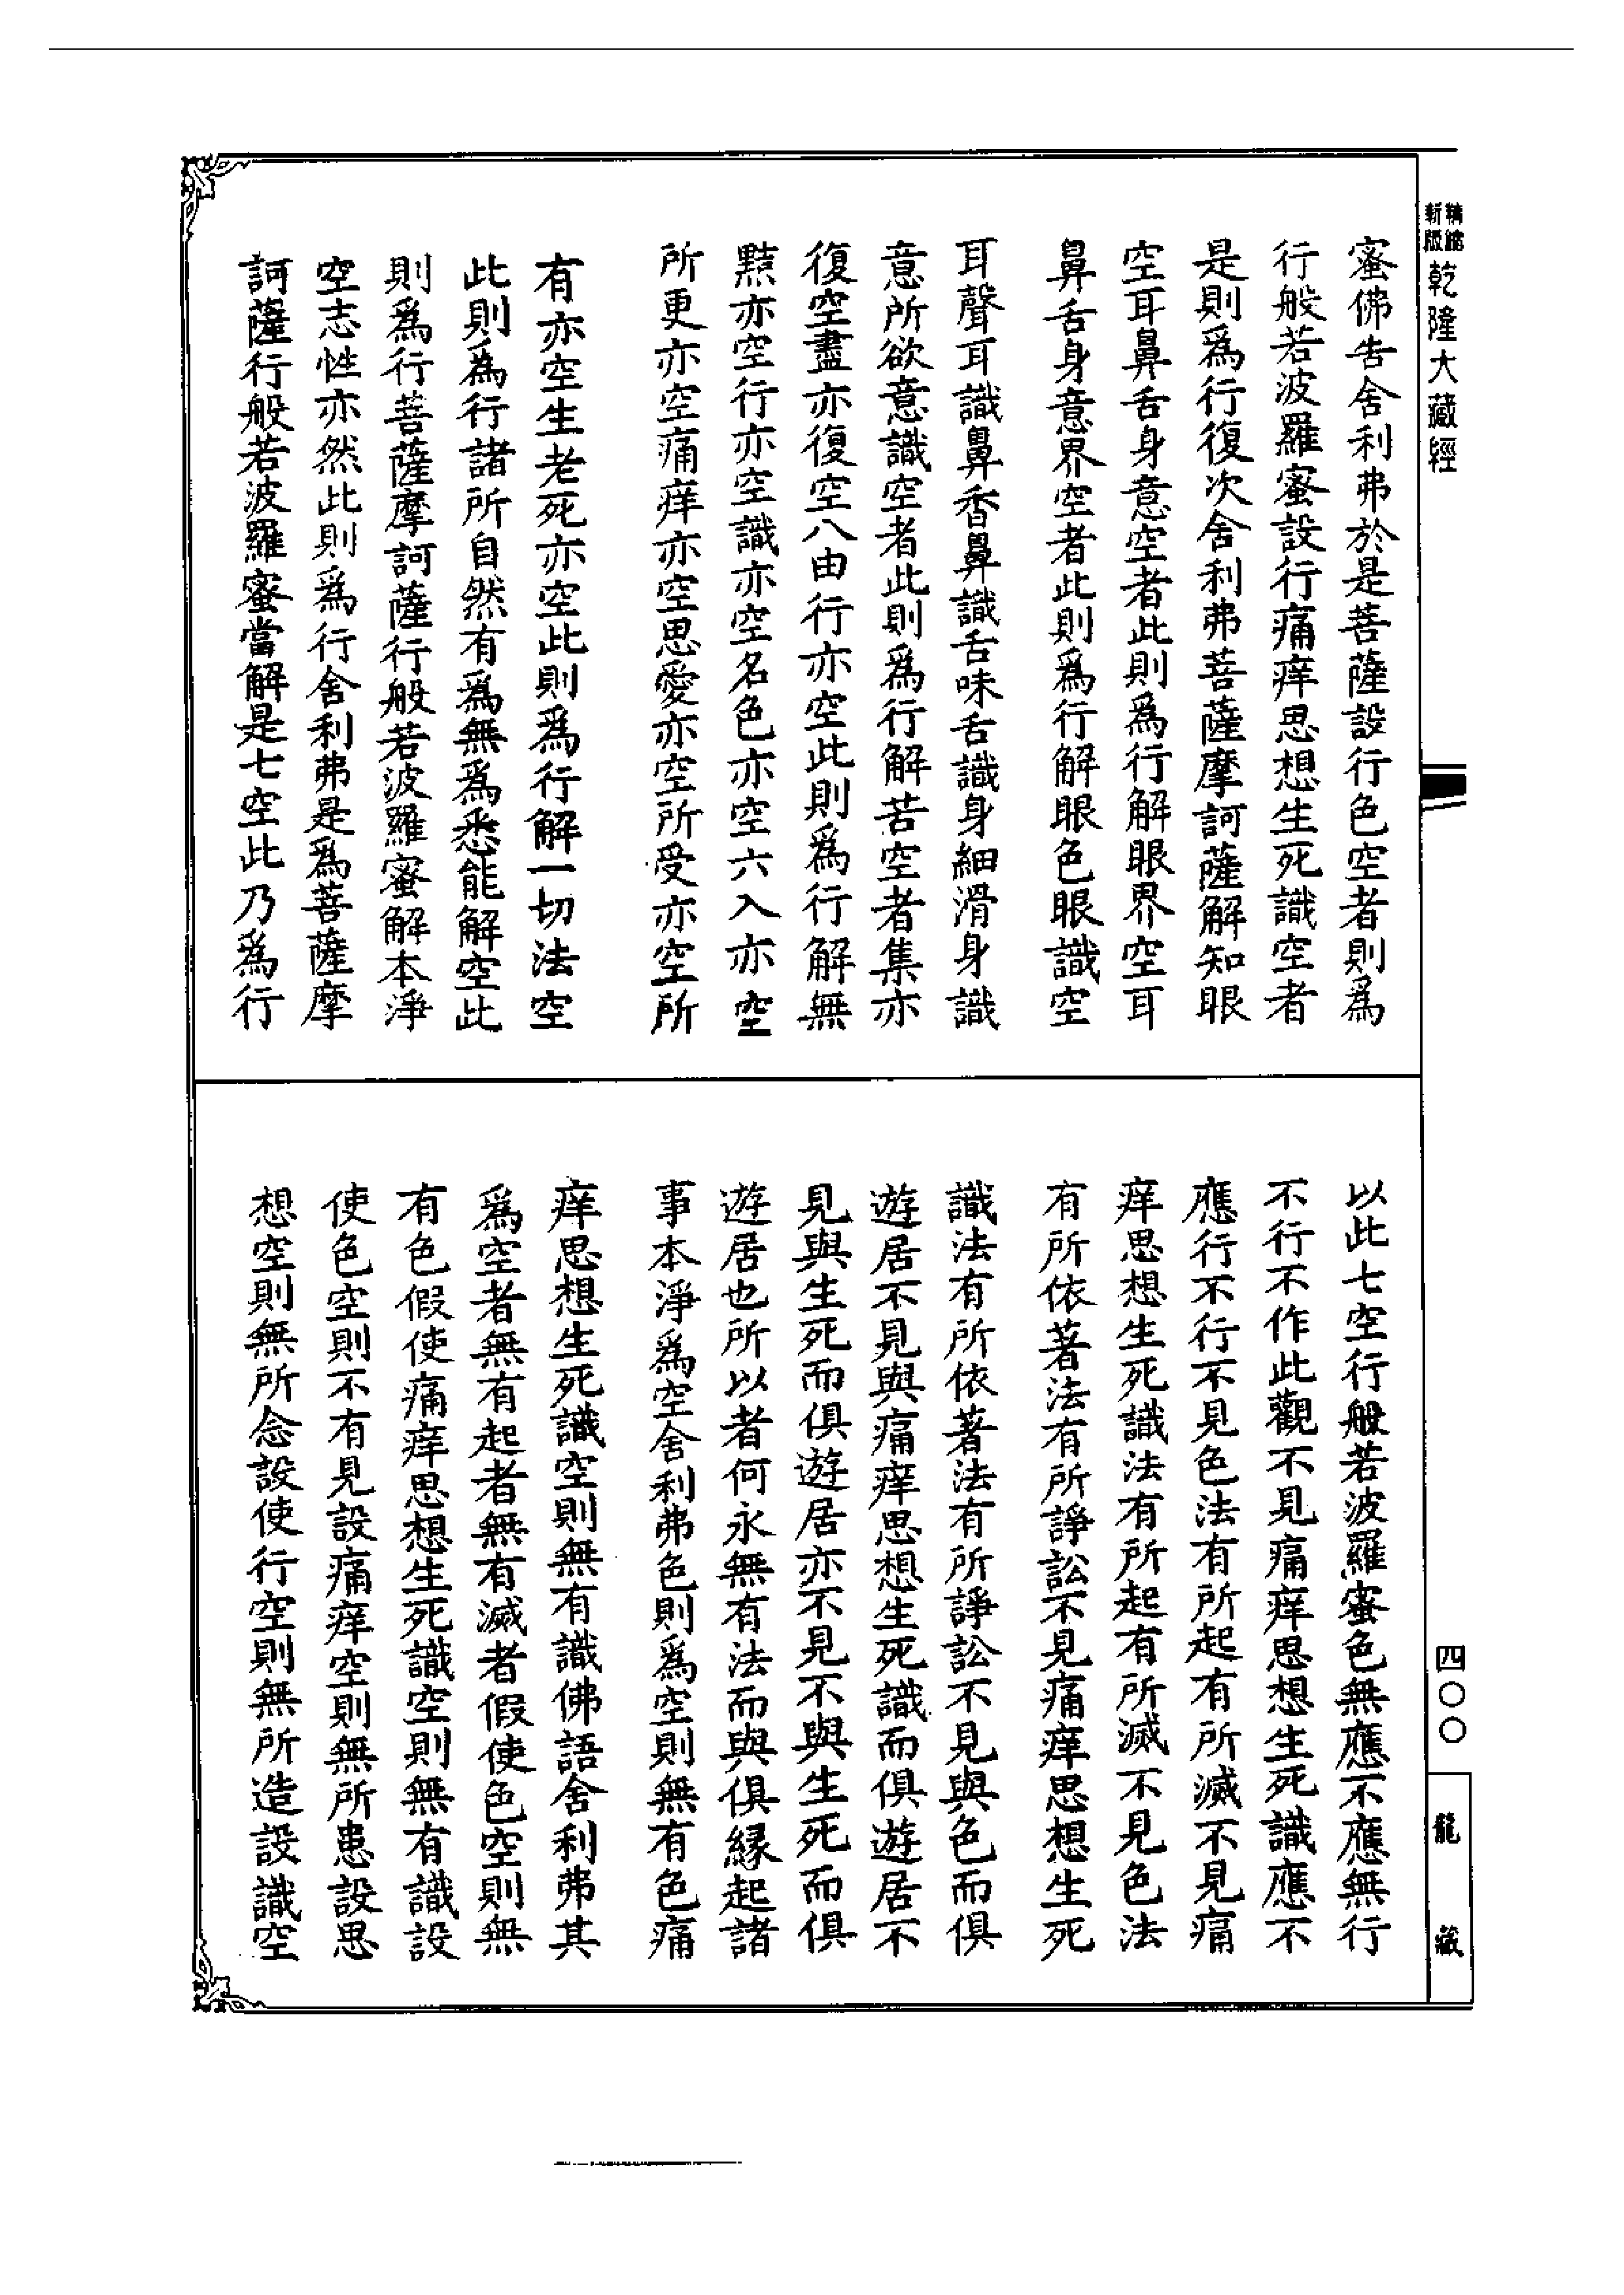 精縮
新版
乾隆大藏經
蜜佛告舍利弗於是菩薩設行色空者則爲
行般若波羅蜜設行痛痒思想生死識空者
是則爲行復次舍利弗菩薩摩訶薩解知眼
空耳鼻舌身意空者此則爲行解眼界空耳
鼻舌身意界空者此則爲行解眼色眼識空
耳聲耳識鼻香鼻識舌味舌識身細滑身識
意所欲意識空者此則爲行解苦空者集亦
復空盡亦復空八由行亦空此則爲行解無
黠亦空行亦空識亦空名色亦空六入亦空
所更亦空痛痒亦空思愛亦空所受亦空所
有亦空生老死亦空此則爲行解一切法空
此則爲行諸所自然有爲無爲悉能解空此
則爲行菩薩摩訶薩行般若波羅蜜解本淨
空志性亦然此則爲行舍利弗是爲菩薩摩
訶薩行般若波羅蜜當解是七空此乃爲行
以此七空行般若波羅蜜色無應不應無行
不行不作此觀不見痛痒思想生死識應不
應行不行不見色法有所起有所滅不見痛
痒思想生死識法有所起有所滅不見色法
有所依著法有所諍訟不見痛痒思想生死
識法有所依著法有所諍訟不見與色而俱
遊居不見與痛痒思想生死識而俱遊居不
見與生死而俱遊居亦不見不與生死而俱
遊居也所以者何永無有法而與俱緣起諸
事本淨爲空舍利弗色則爲空則無有色痛
痒思想生死識空則無有識佛語舍利弗其
爲空者無有起者無有滅者假使色空則無
有色假使痛痒思想生死識空則無有識設
使色空則不有見設痛痒空則無所患設思
想空則無所念設使行空則無所造設識空
四〇〇
龍藏